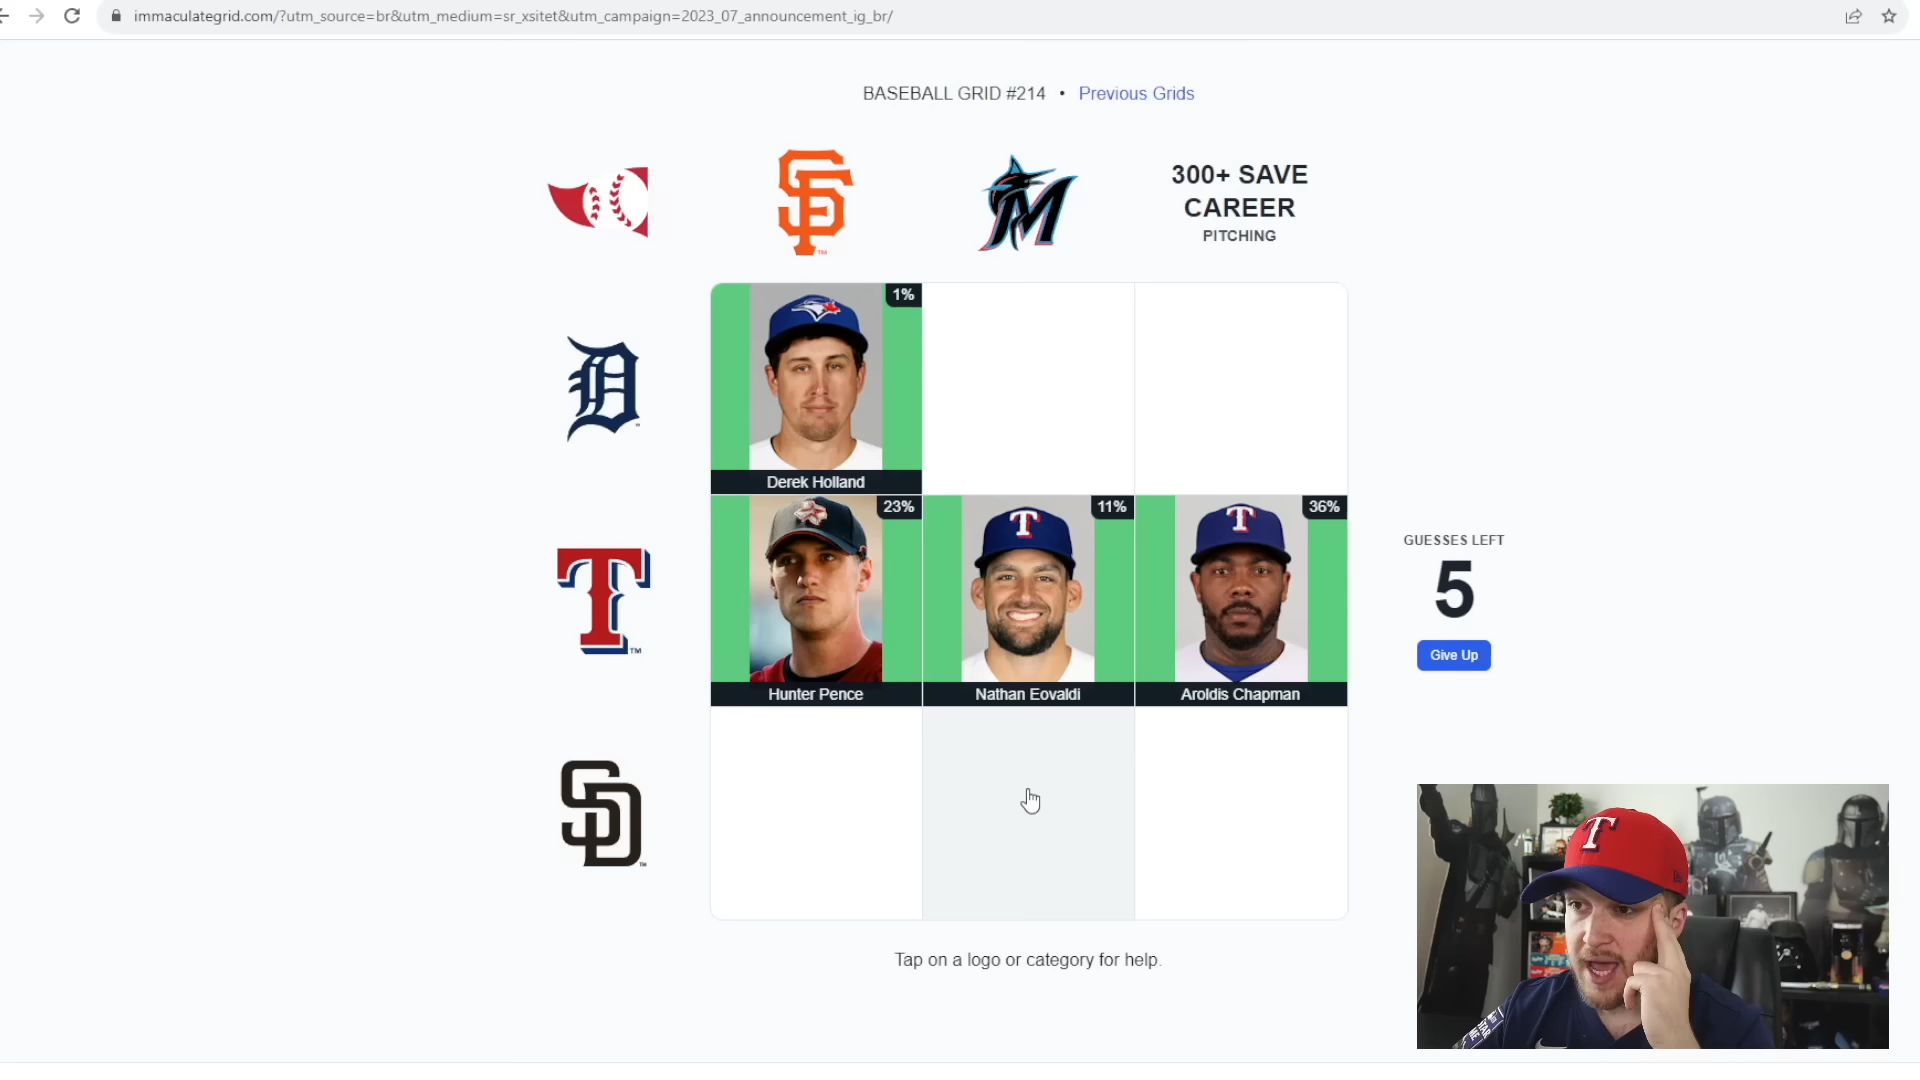 immaculategrid.com/?utm_source=br&utm_medium=sr_xsitet&utm_campaign=2023_07_announcement_ig_br/
BASEBALL GRID #214 • Previous Grids
SF
M
300+ SAVE
CAREER
PITCHING
D
1%
Derek Holland
T
23%
Hunter Pence
11%
Nathan Eovaldi
36%
Aroldis Chapman
GUESSES LEFT
5
Give Up
SD
Tap on a logo or category for help.
T